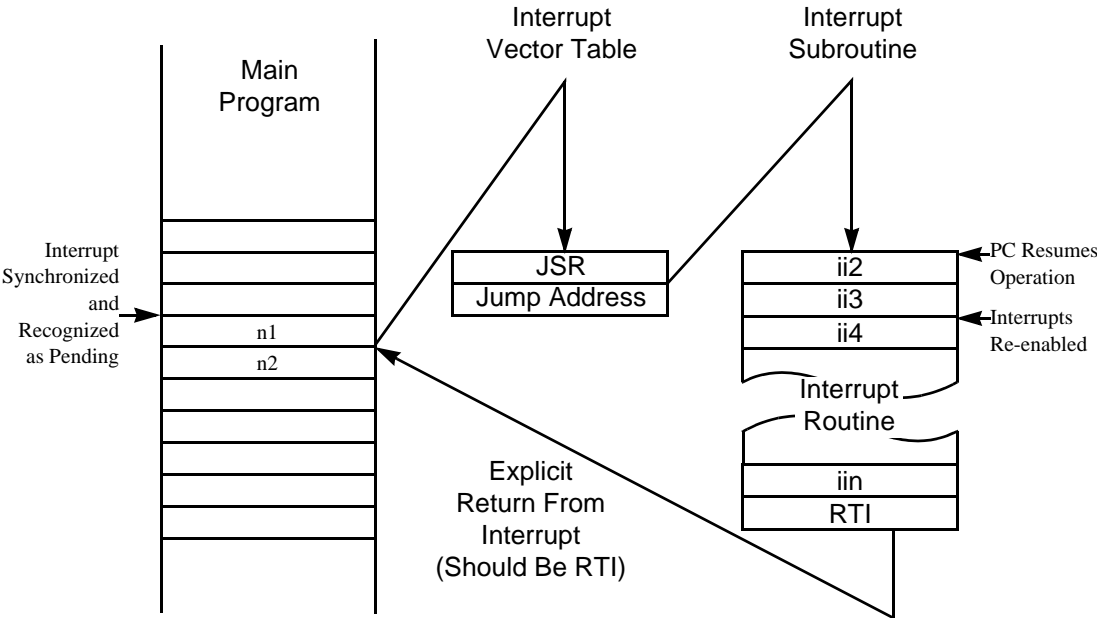 Interrupt
Vector Table
Interrupt
Subroutine
Main
Program
Interrupt
Synchronized
and
Recognized
as Pending
n1
n2
JSR
Jump Address
ii2
ii3
ii4
PC Resumes
Operation
Interrupts
Re-enabled
Interrupt
Routine
iin
RTI
Explicit
Return From
Interrupt
(Should Be RTI)